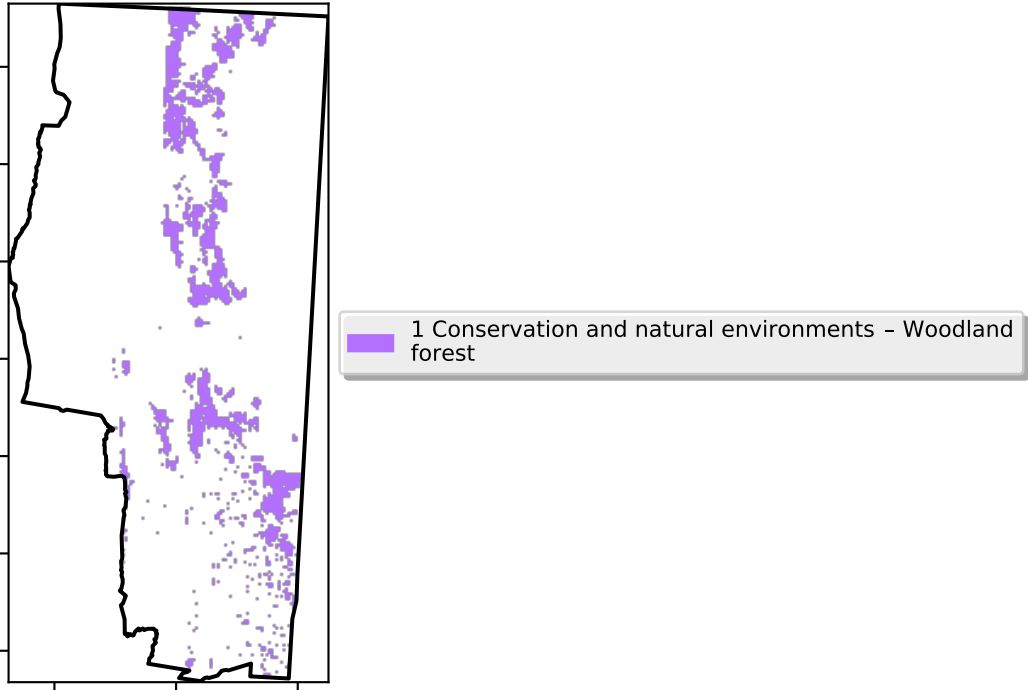 1 Conservation and natural environments – Woodland
forest